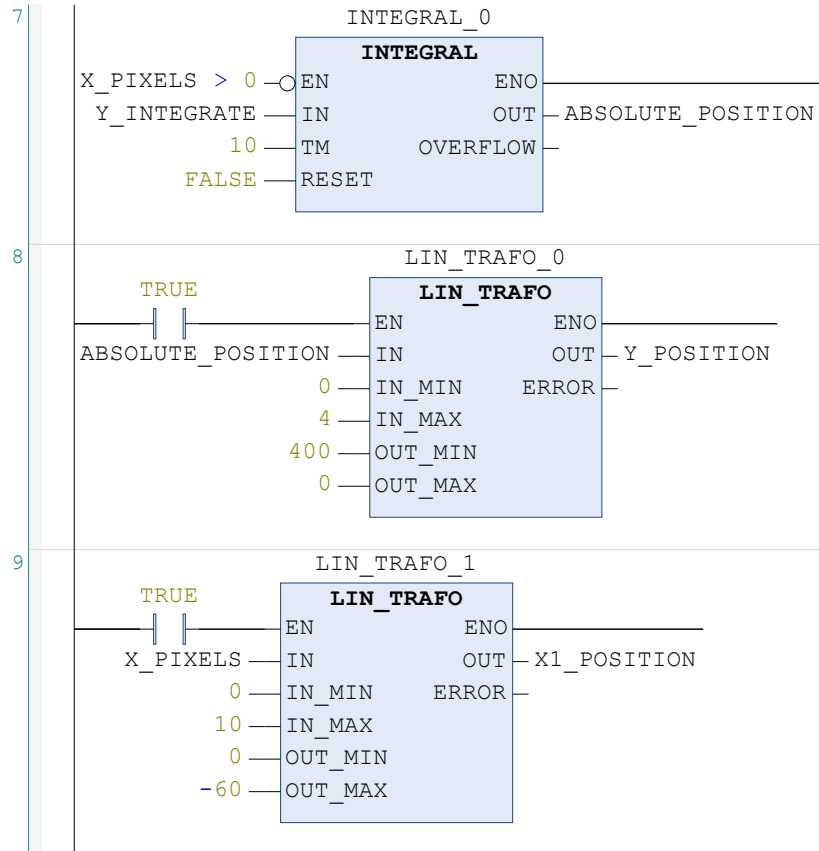 7
INTEGRAL_0
INTEGRAL
X_PIXELS > 0 EN ENO
Y_INTEGRATE IN OUT ABSOLUTE_POSITION
10 TM OVERFLOW
FALSE RESET
8
LIN_TRAFO_0
TRUE LIN_TRAFO
EN ENO
ABSOLUTE_POSITION IN OUT Y_POSITION
0 IN_MIN ERROR
4 IN_MAX
400 OUT_MIN
0 OUT_MAX
9
LIN_TRAFO_1
TRUE LIN_TRAFO
EN ENO
X_PIXELS IN OUT X1_POSITION
0 IN_MIN ERROR
10 IN_MAX
0 OUT_MIN
-60 OUT_MAX